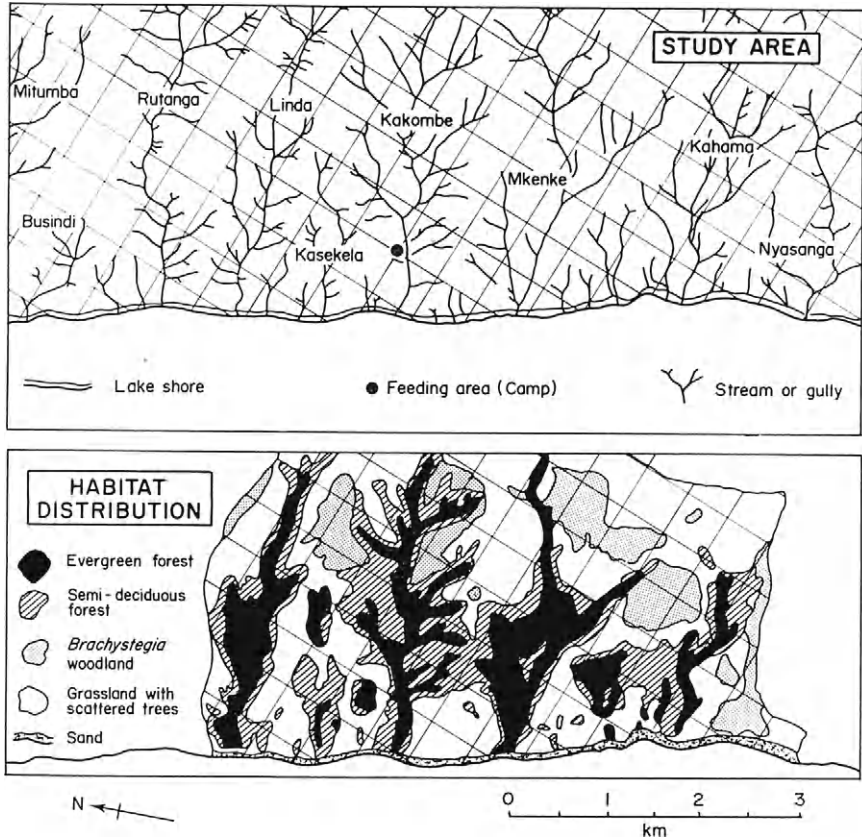 STUDY AREA
Mitumba
Rutanga
Linda
Kakombe
Kahama
Mkenke
Busindi
Kasekela
Nyasanga
Lake shore
Feeding area (Camp)
Stream or gully
HABITAT
DISTRIBUTION
Evergreen forest
Semi-deciduous
forest
Brachystegia
woodland
Grassland with
scattered trees
Sand
N
0 1 2 3
km